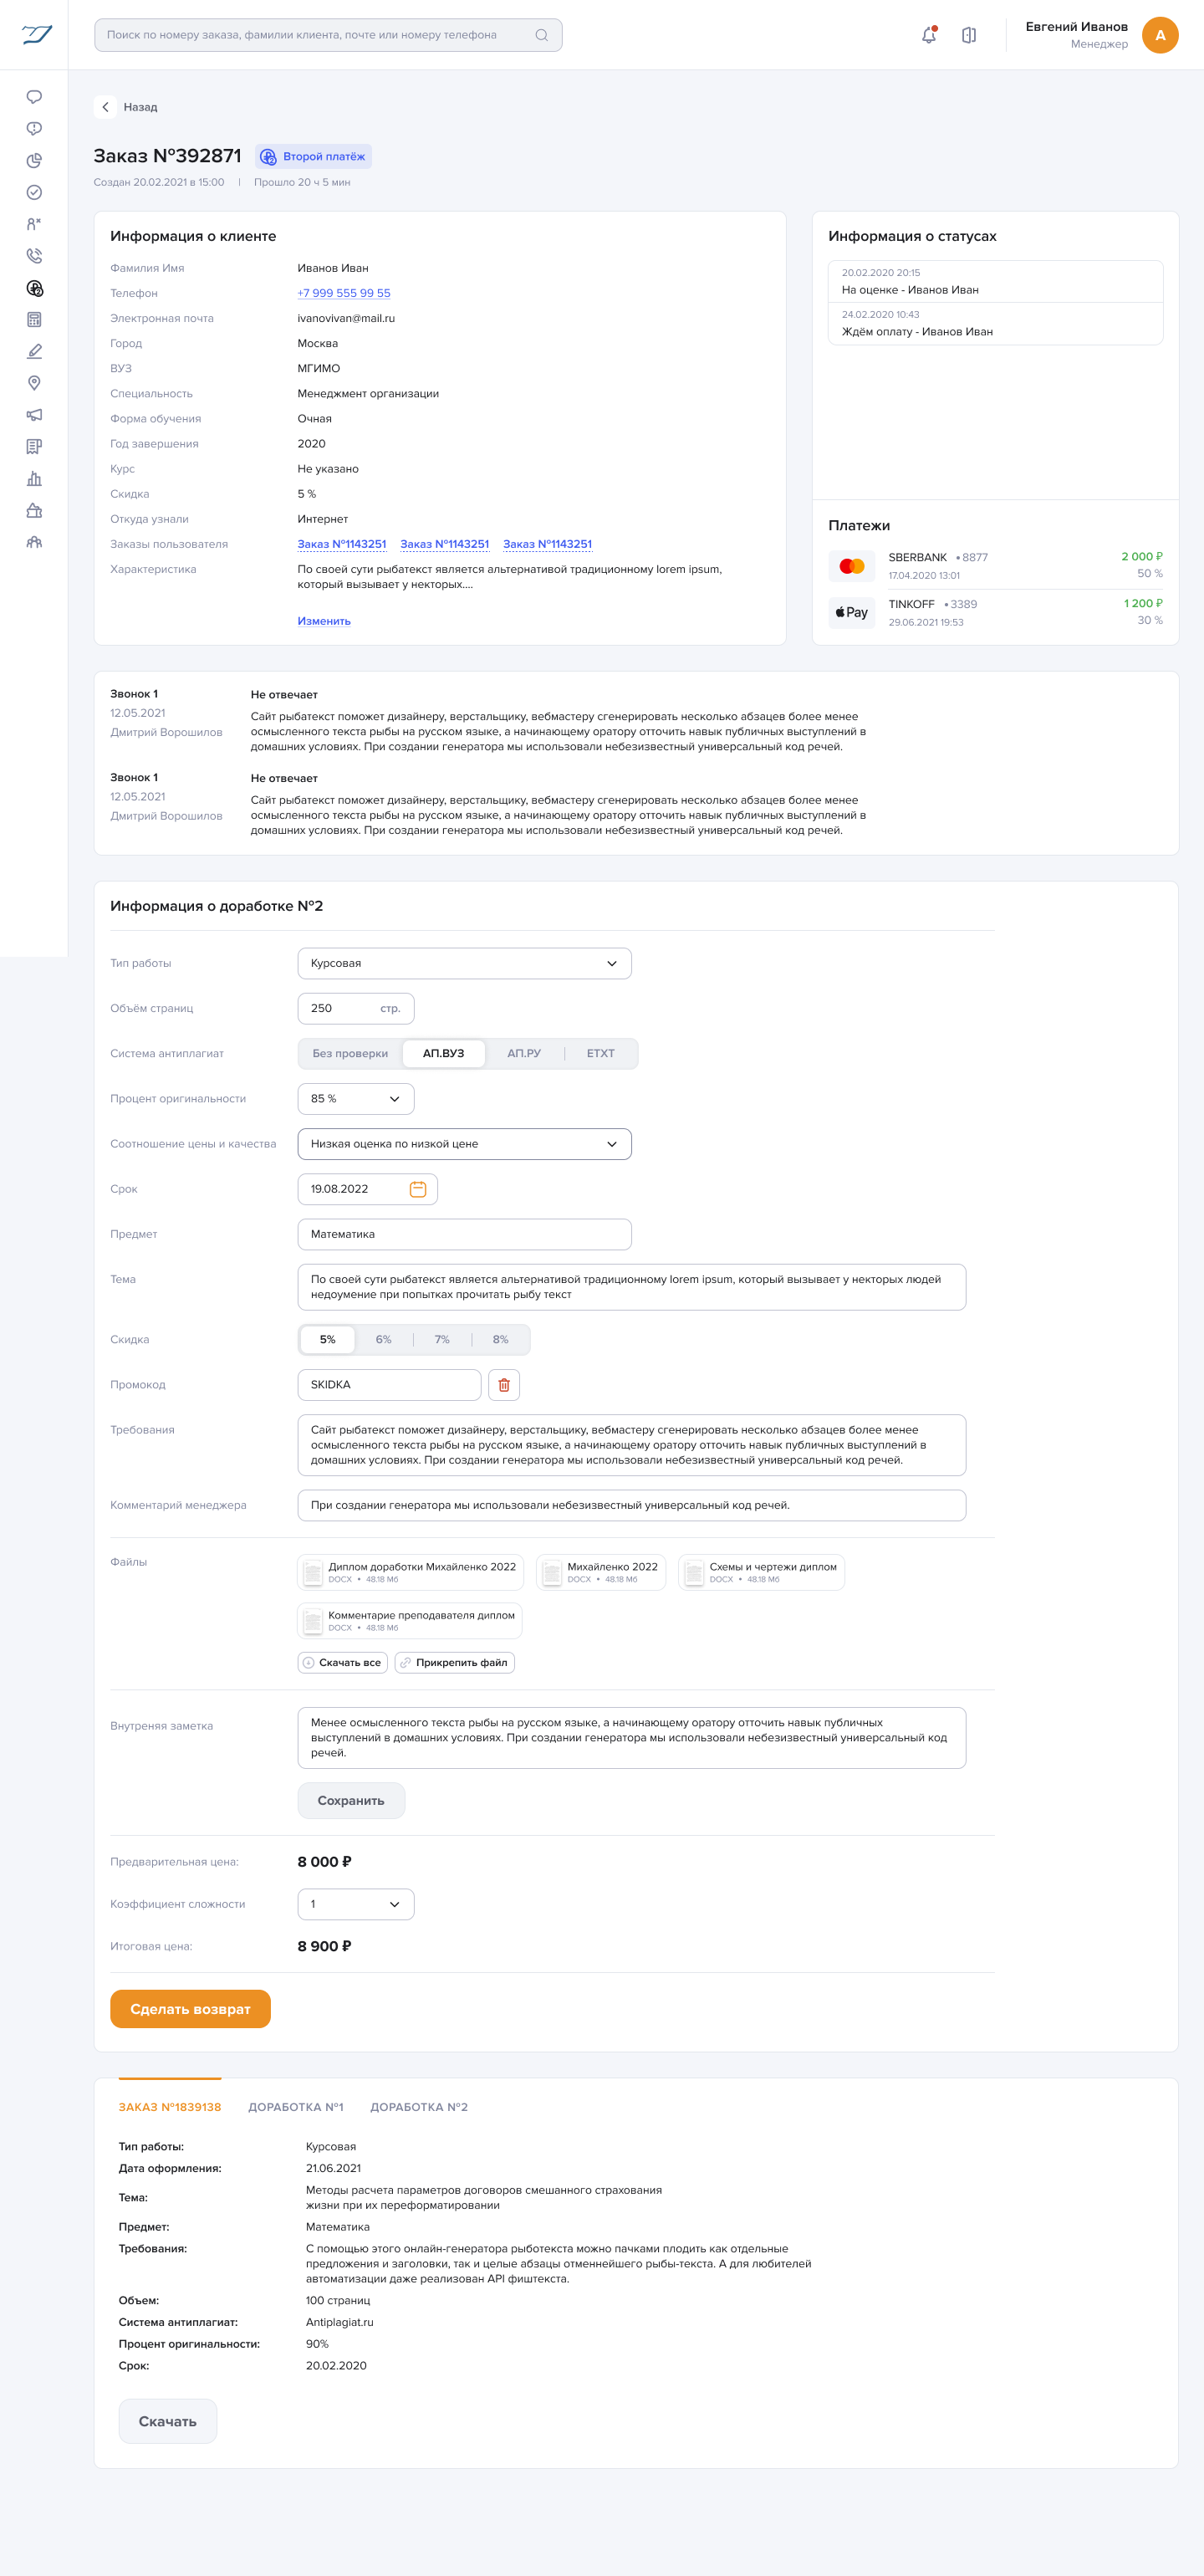 Поиск по номеру заказа, фамилии клиента, почте или номеру телефона
Евгений Иванов
Менеджер
А
Назад
Заказ №392871
Второй платёж
Создан 20.02.2021 в 15:00 | Прошло 20 ч 5 мин
Информация о клиенте
Фамилия Имя Иванов Иван
Телефон +7 999 555 99 55
Электронная почта ivanovivan@mail.ru
Город Москва
ВУЗ МГИМО
Специальность Менеджмент организации
Форма обучения Очная
Год завершения 2020
Курс Не указано
Скидка 5 %
Откуда узнали Интернет
Заказы пользователя Заказ №1143251 Заказ №1143251 Заказ №1143251
Характеристика По своей сути рыбатекст является альтернативой традиционному lorem ipsum,
который вызывает у некторых....
Изменить
Информация о статусах
20.02.2020 20:15
На оценке - Иванов Иван
24.02.2020 10:43
Ждём оплату - Иванов Иван
Платежи
SBERBANK •8877 2 000 ₽
17.04.2020 13:01 50 %
Pay TINKOFF •3389 1 200 ₽
29.06.2021 19:53 30 %
Звонок 1 Не отвечает
12.05.2021
Дмитрий Ворошилов
Сайт рыбатекст поможет дизайнеру, верстальщику, вебмастеру сгенерировать несколько абзацев более менее
осмысленного текста рыбы на русском языке, а начинающему оратору отточить навык публичных выступлений в
домашних условиях. При создании генератора мы использовали небезизвестный универсальный код речей.
Звонок 1 Не отвечает
12.05.2021
Дмитрий Ворошилов
Сайт рыбатекст поможет дизайнеру, верстальщику, вебмастеру сгенерировать несколько абзацев более менее
осмысленного текста рыбы на русском языке, а начинающему оратору отточить навык публичных выступлений в
домашних условиях. При создании генератора мы использовали небезизвестный универсальный код речей.
Информация о доработке №2
Тип работы Курсовая
Объём страниц 250 стр.
Система антиплагиат Без проверки АП.ВУЗ АП.РУ ЕТХТ
Процент оригинальности 85 %
Соотношение цены и качества Низкая оценка по низкой цене
Срок 19.08.2022
Предмет Математика
Тема По своей сути рыбатекст является альтернативой традиционному lorem ipsum, который вызывает у некторых людей
недоумение при попытках прочитать рыбу текст
Скидка 5% 6% 7% 8%
Промокод SKIDKA
Требования Сайт рыбатекст поможет дизайнеру, верстальщику, вебмастеру сгенерировать несколько абзацев более менее
осмысленного текста рыбы на русском языке, а начинающему оратору отточить навык публичных выступлений в
домашних условиях. При создании генератора мы использовали небезизвестный универсальный код речей.
Комментарий менеджера При создании генератора мы использовали небезизвестный универсальный код речей.
Файлы
Диплом доработки Михайленко 2022 Михайленко 2022 Схемы и чертежи диплом
DOCX • 48.18 Мб DOCX • 48.18 Мб DOCX • 48.18 Мб
Комментарие преподавателя диплом
DOCX • 48.18 Мб
Скачать все Прикрепить файл
Внутреняя заметка Менее осмысленного текста рыбы на русском языке, а начинающему оратору отточить навык публичных
выступлений в домашних условиях. При создании генератора мы использовали небезизвестный универсальный код
речей.
Сохранить
Предварительная цена: 8 000 ₽
Коэффициент сложности 1
Итоговая цена: 8 900 ₽
Сделать возврат
ЗАКАЗ №1839138 ДОРАБОТКА №1 ДОРАБОТКА №2
Тип работы: Курсовая
Дата оформления: 21.06.2021
Тема: Методы расчета параметров договоров смешанного страхования
жизни при их переформатировании
Предмет: Математика
Требования: С помощью этого онлайн-генератора рыботекста можно пачками плодить как отдельные
предложения и заголовки, так и целые абзацы отменнейшего рыбы-текста. А для любителей
автоматизации даже реализован API фиштекста.
Объем: 100 страниц
Система антиплагиат: Antiplagiat.ru
Процент оригинальности: 90%
Срок: 20.02.2020
Скачать